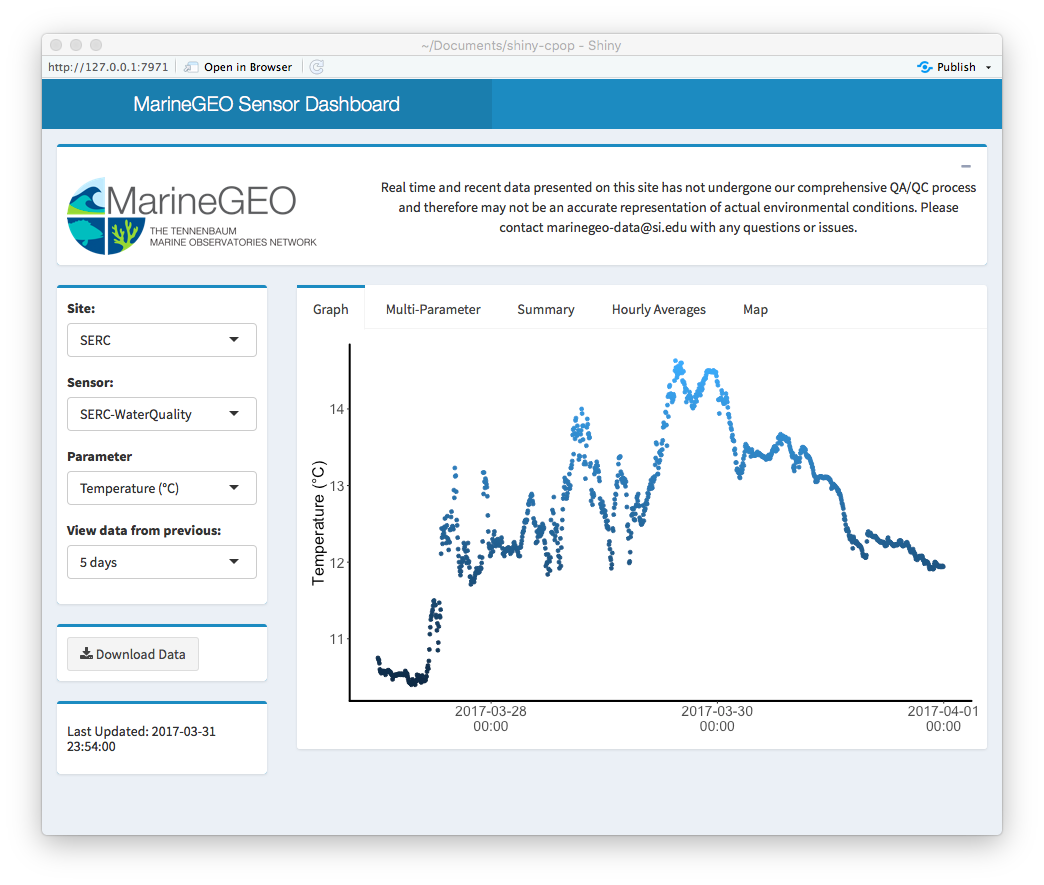 ~/Documents/shiny-cpop - Shiny
http://127.0.0.1:7971 Open in Browser Publish
MarineGEO Sensor Dashboard
MarineGEO
THE TENNENBAUM
MARINE OBSERVATORIES NETWORK
Real time and recent data presented on this site has not undergone our comprehensive QA/QC process
and therefore may not be an accurate representation of actual environmental conditions. Please
contact marinegeo-data@si.edu with any questions or issues.
Site:
SERC
Sensor:
SERC-WaterQuality
Parameter
Temperature (°C)
View data from previous:
5 days
Download Data
Last Updated: 2017-03-31
23:54:00
Graph Multi-Parameter Summary Hourly Averages Map
Temperature (°C)
14
13
12
11
2017-03-28 2017-03-30 2017-04-01
00:00 00:00 00:00